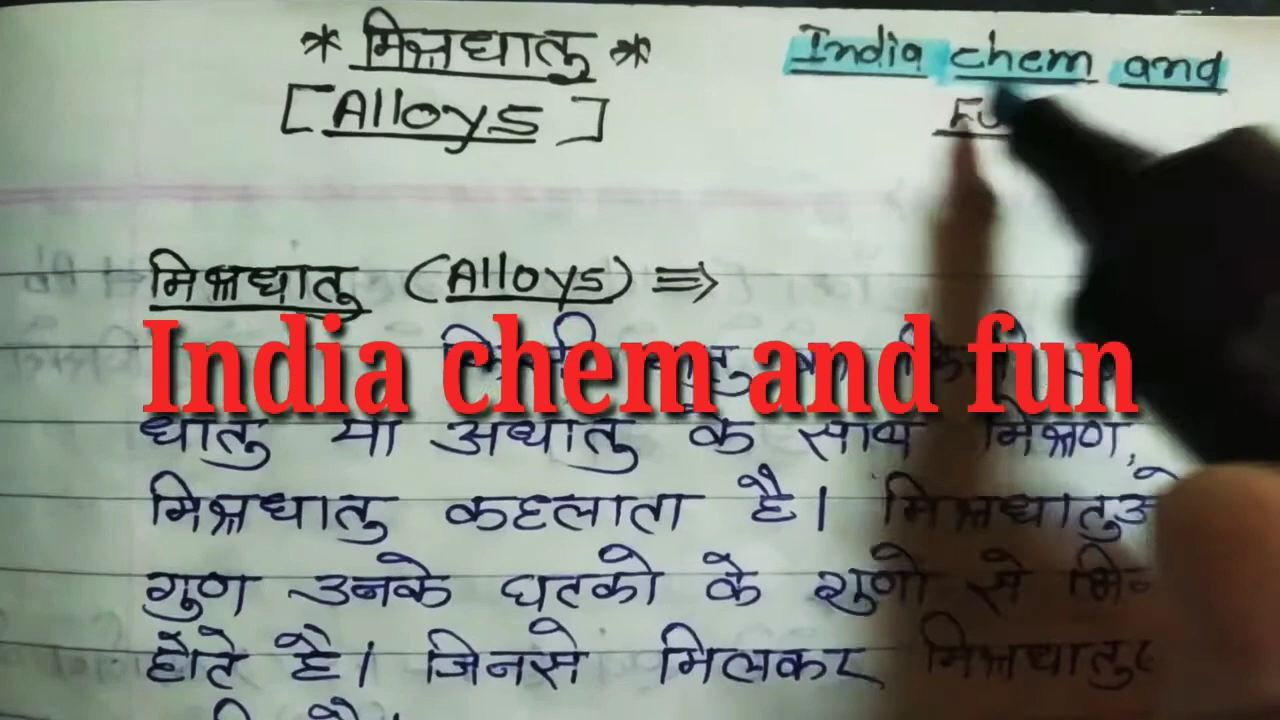 * मिश्रधातु *
[Alloys]
India chem and
मिश्रधातु (Alloys) ⇒
India chem and fun
धातु या अधातु के साथ मिश्रण,
मिश्रधातु कहलाता है। मिश्रधातुओ
गुण उनके घटको के गुणो से
होते है। जिनसे मिलकर